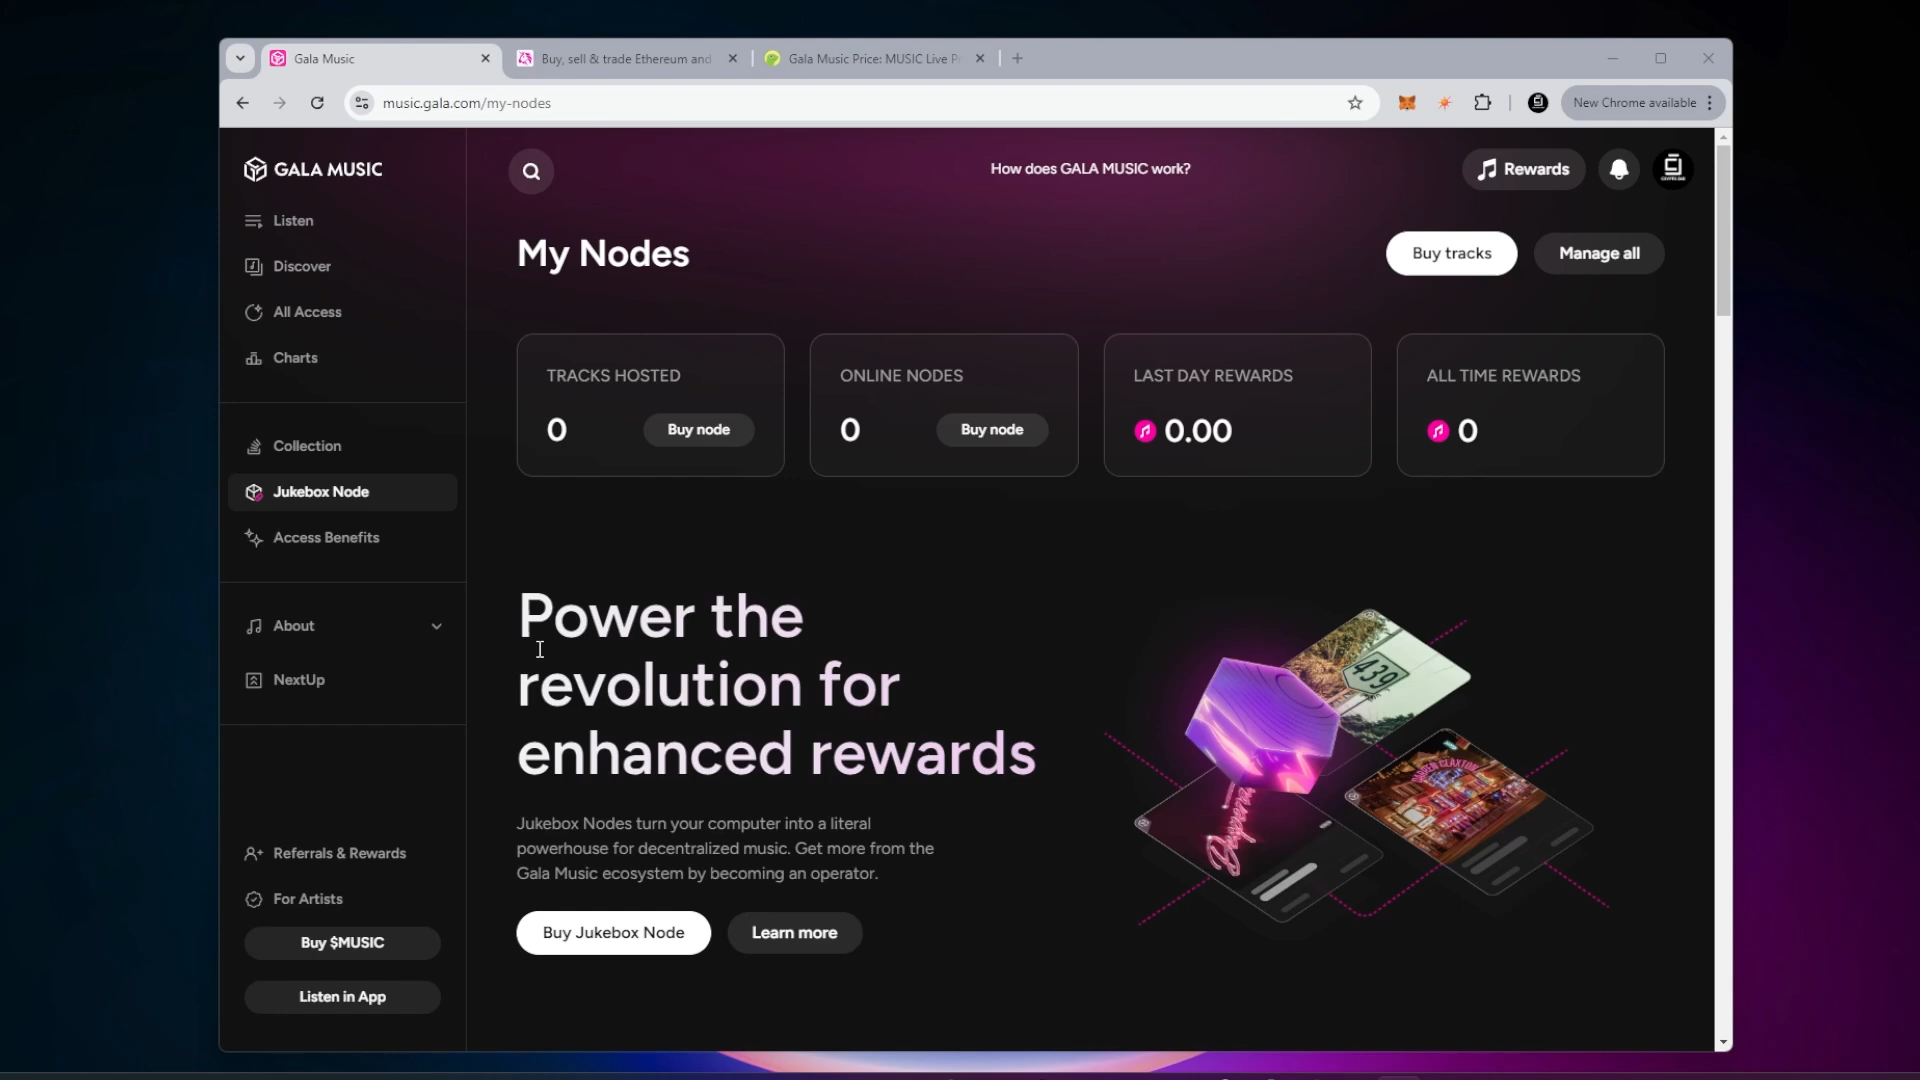 Gala Music
Buy, sell & trade Ethereum and
Gala Music Price: MUSIC Live P
music.gala.com/my-nodes
New Chrome available
GALA MUSIC
How does GALA MUSIC work?
Rewards
Listen
Discover
All Access
Charts
Collection
Jukebox Node
Access Benefits
About
NextUp
Referrals & Rewards
For Artists
Buy $MUSIC
Listen in App
My Nodes
Buy tracks
Manage all
TRACKS HOSTED
0
Buy node
ONLINE NODES
0
Buy node
LAST DAY REWARDS
0.00
ALL TIME REWARDS
0
Power the
revolution for
enhanced rewards
Jukebox Nodes turn your computer into a literal
powerhouse for decentralized music. Get more from the
Gala Music ecosystem by becoming an operator.
Buy Jukebox Node
Learn more
439
CLAXTON